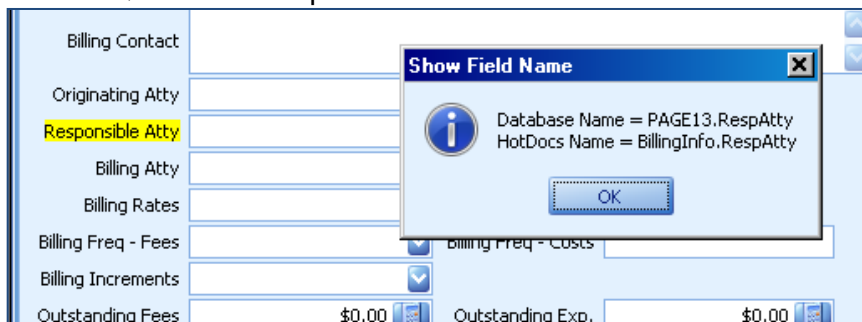 Billing Contact
Show Field Name
Originating Atty
Database Name = PAGE13.RespAtty
Responsible Atty
HotDocs Name = BillingInfo.RespAtty
Billing Atty
OK
Billing Rates
Billing Freq - Fees
Billing Freq - Costs
Billing Increments
Outstanding Fees $0.00 Outstanding Exp. $0.00